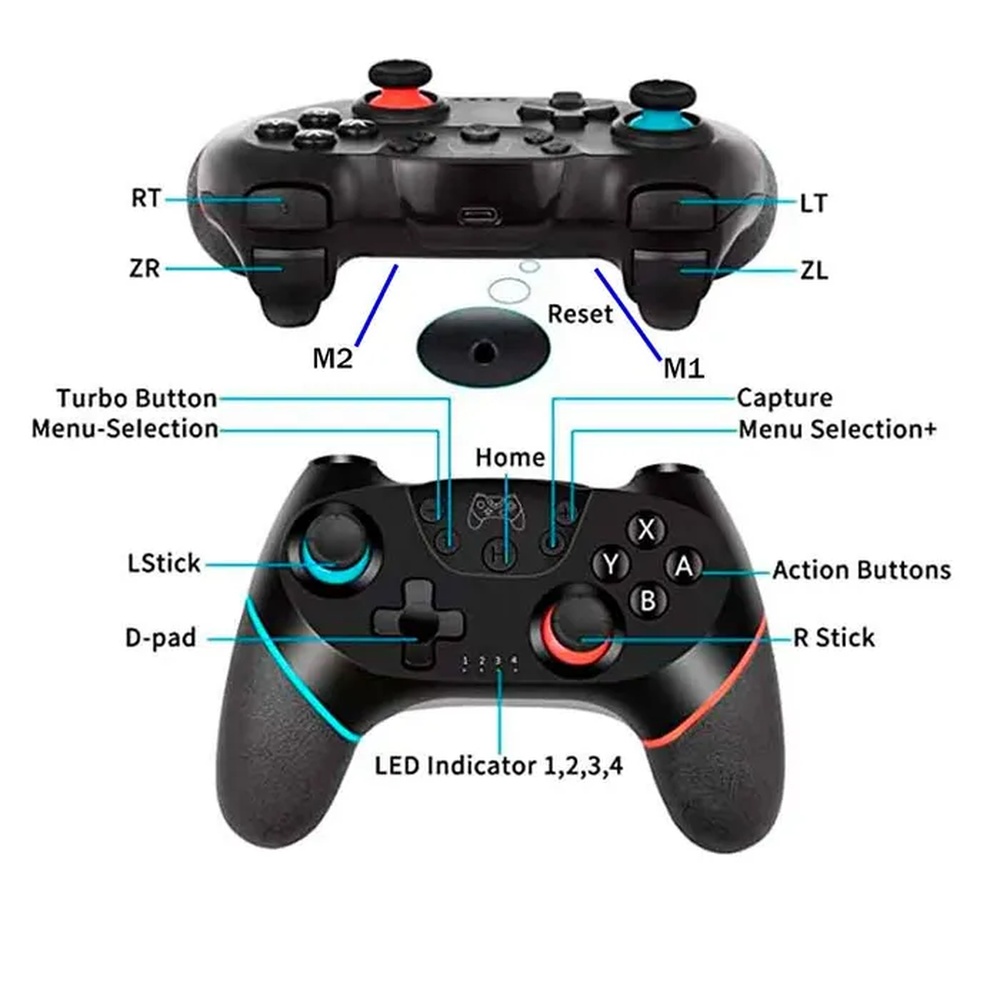 RT
LT
ZR
ZL
Reset
M2
M1
Turbo Button
Capture
Menu-Selection
Menu Selection+
Home
X
Y
A
B
H
LStick
Action Buttons
D-pad
R Stick
1 2 3 4
LED Indicator 1,2,3,4